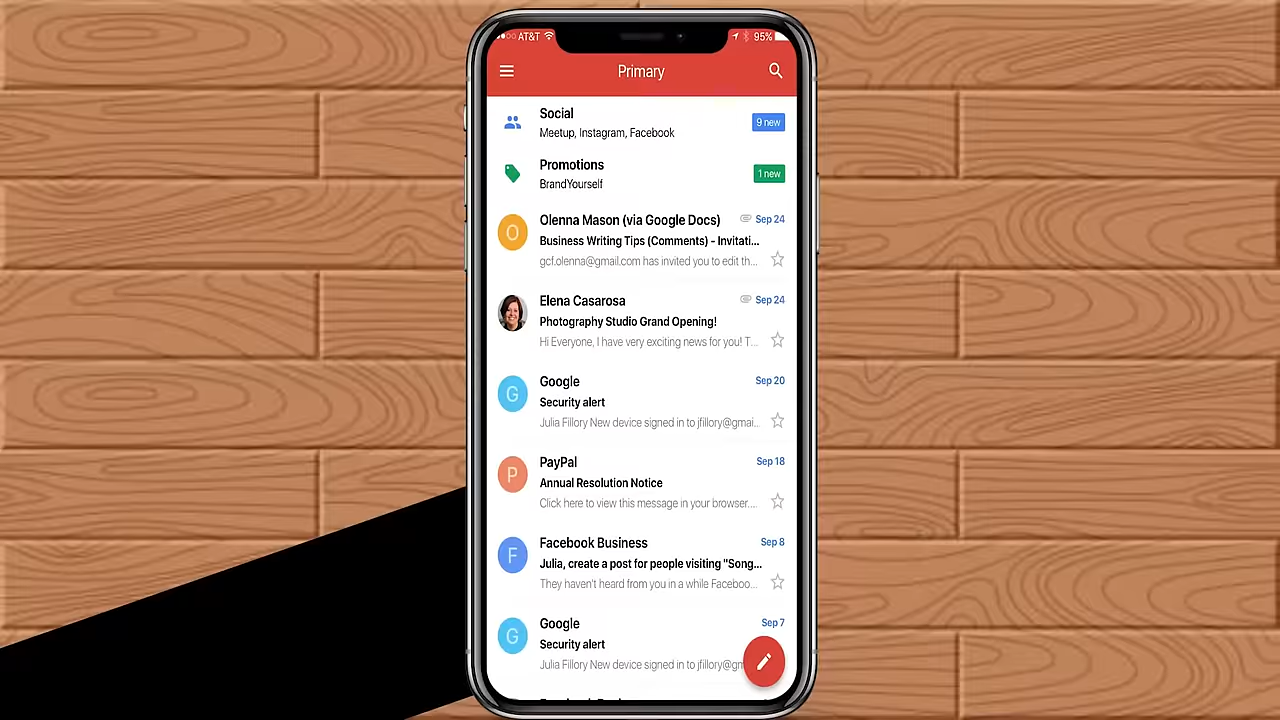 AT&T 95%
Primary
Social
Meetup, Instagram, Facebook
9 new
Promotions
BrandYourself
1 new
O
Olenna Mason (via Google Docs) Sep 24
Business Writing Tips (Comments) - Invitati...
gcf.olenna@gmail.com has invited you to edit th...
Elena Casarosa Sep 24
Photography Studio Grand Opening!
Hi Everyone, I have very exciting news for you! T...
G
Google Sep 20
Security alert
Julia Fillory New device signed in to jfillory@gmai...
P
PayPal Sep 18
Annual Resolution Notice
Click here to view this message in your browser....
F
Facebook Business Sep 8
Julia, create a post for people visiting "Song...
They haven't heard from you in a while Faceboo...
G
Google Sep 7
Security alert
Julia Fillory New device signed in to jfillory@gm